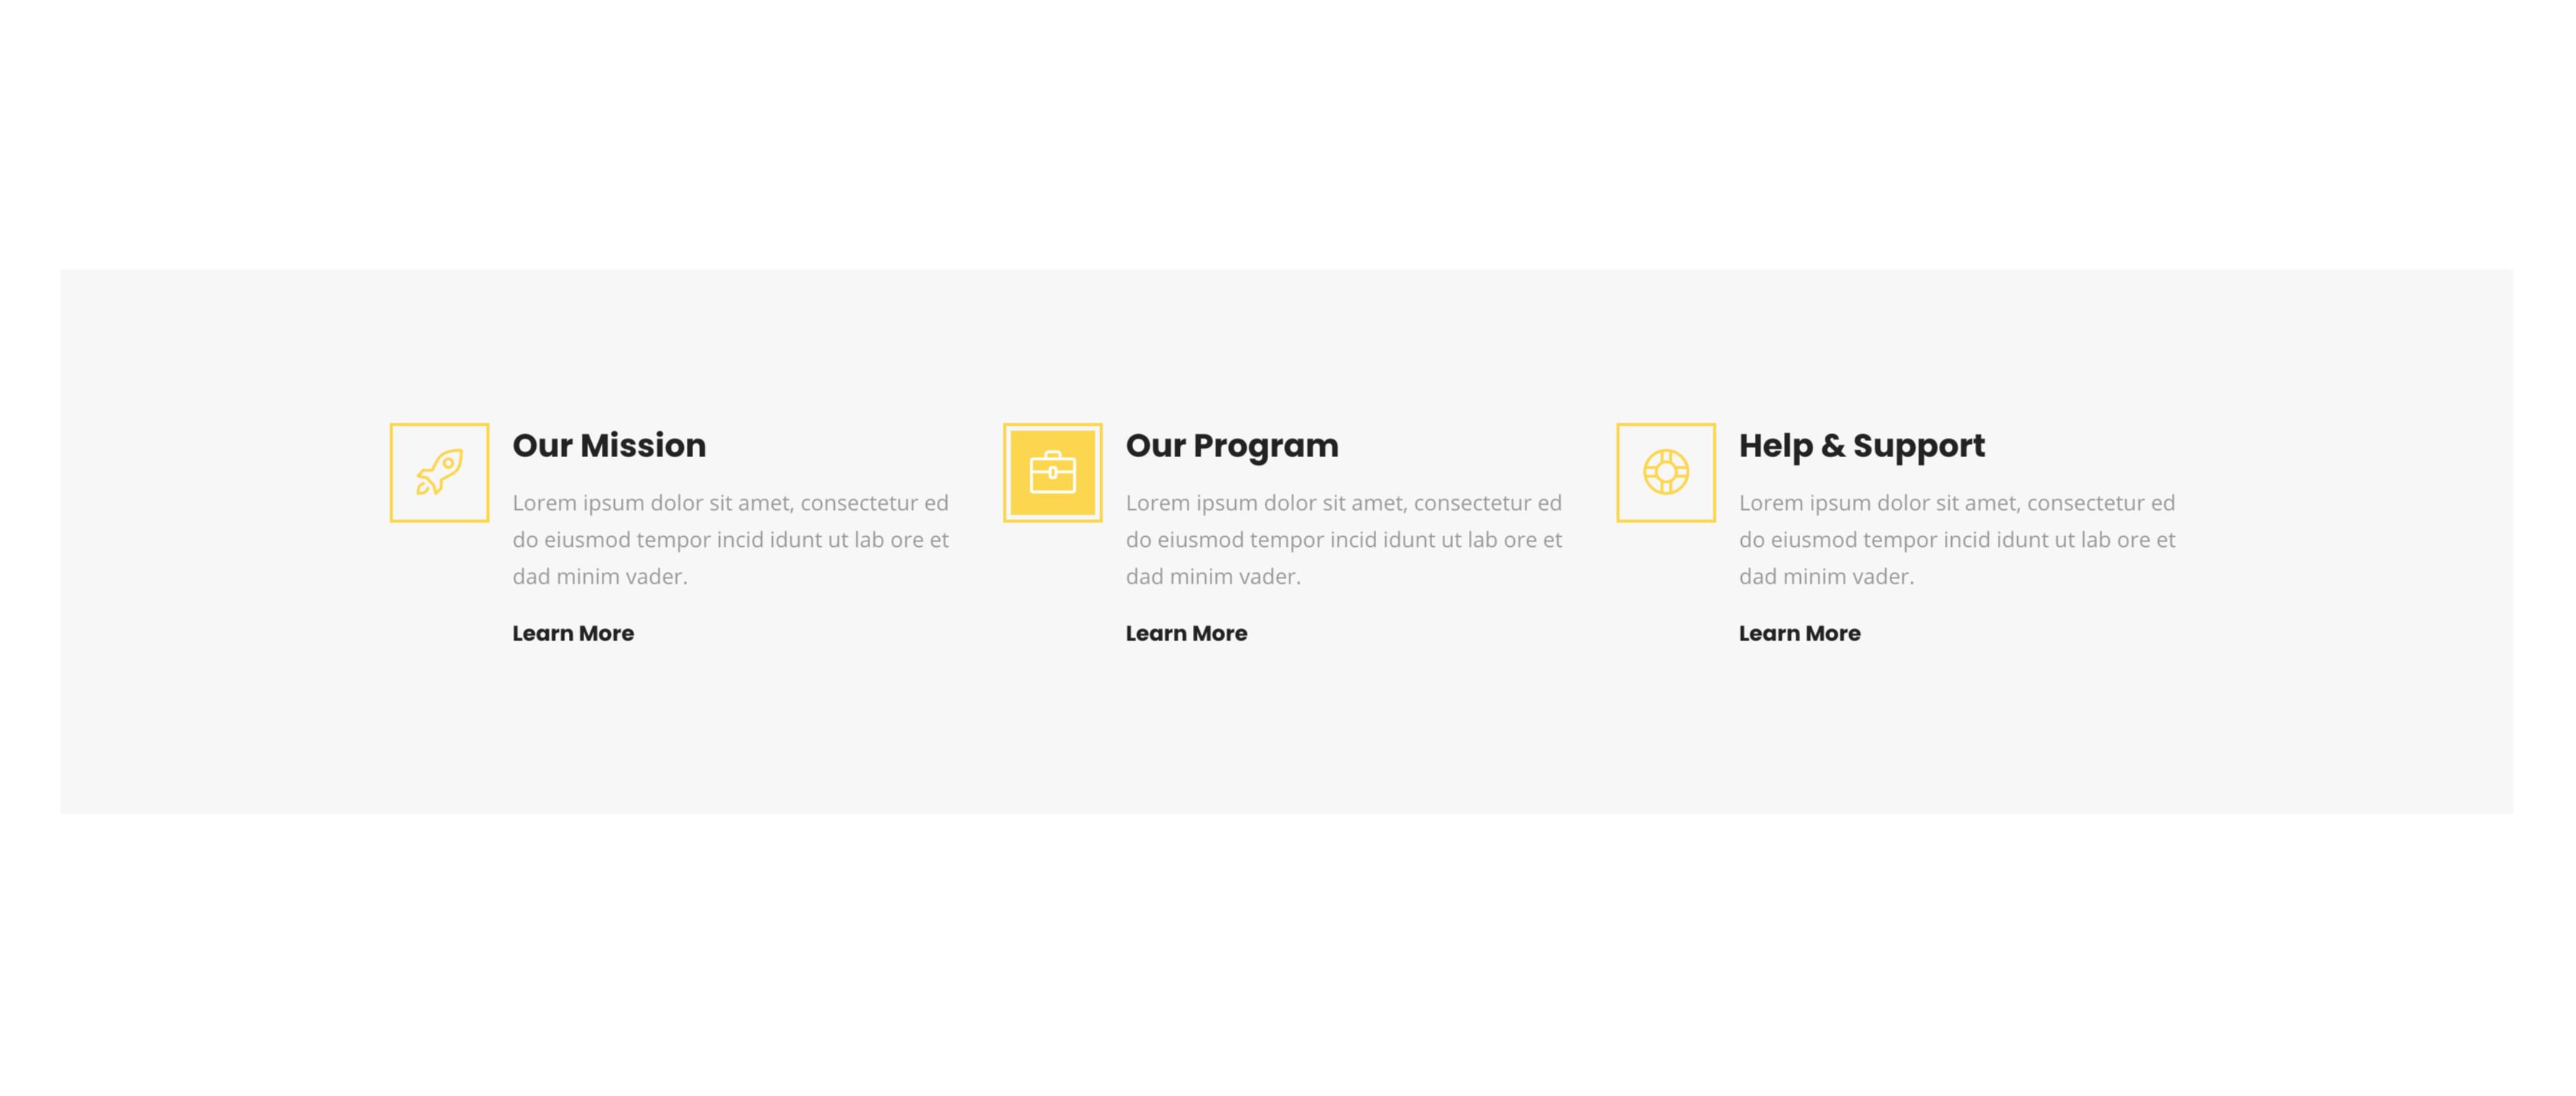 Our Mission
Lorem ipsum dolor sit amet, consectetur ed
do eiusmod tempor incid idunt ut lab ore et
dad minim vader.
Learn More
Our Program
Lorem ipsum dolor sit amet, consectetur ed
do eiusmod tempor incid idunt ut lab ore et
dad minim vader.
Learn More
Help & Support
Lorem ipsum dolor sit amet, consectetur ed
do eiusmod tempor incid idunt ut lab ore et
dad minim vader.
Learn More